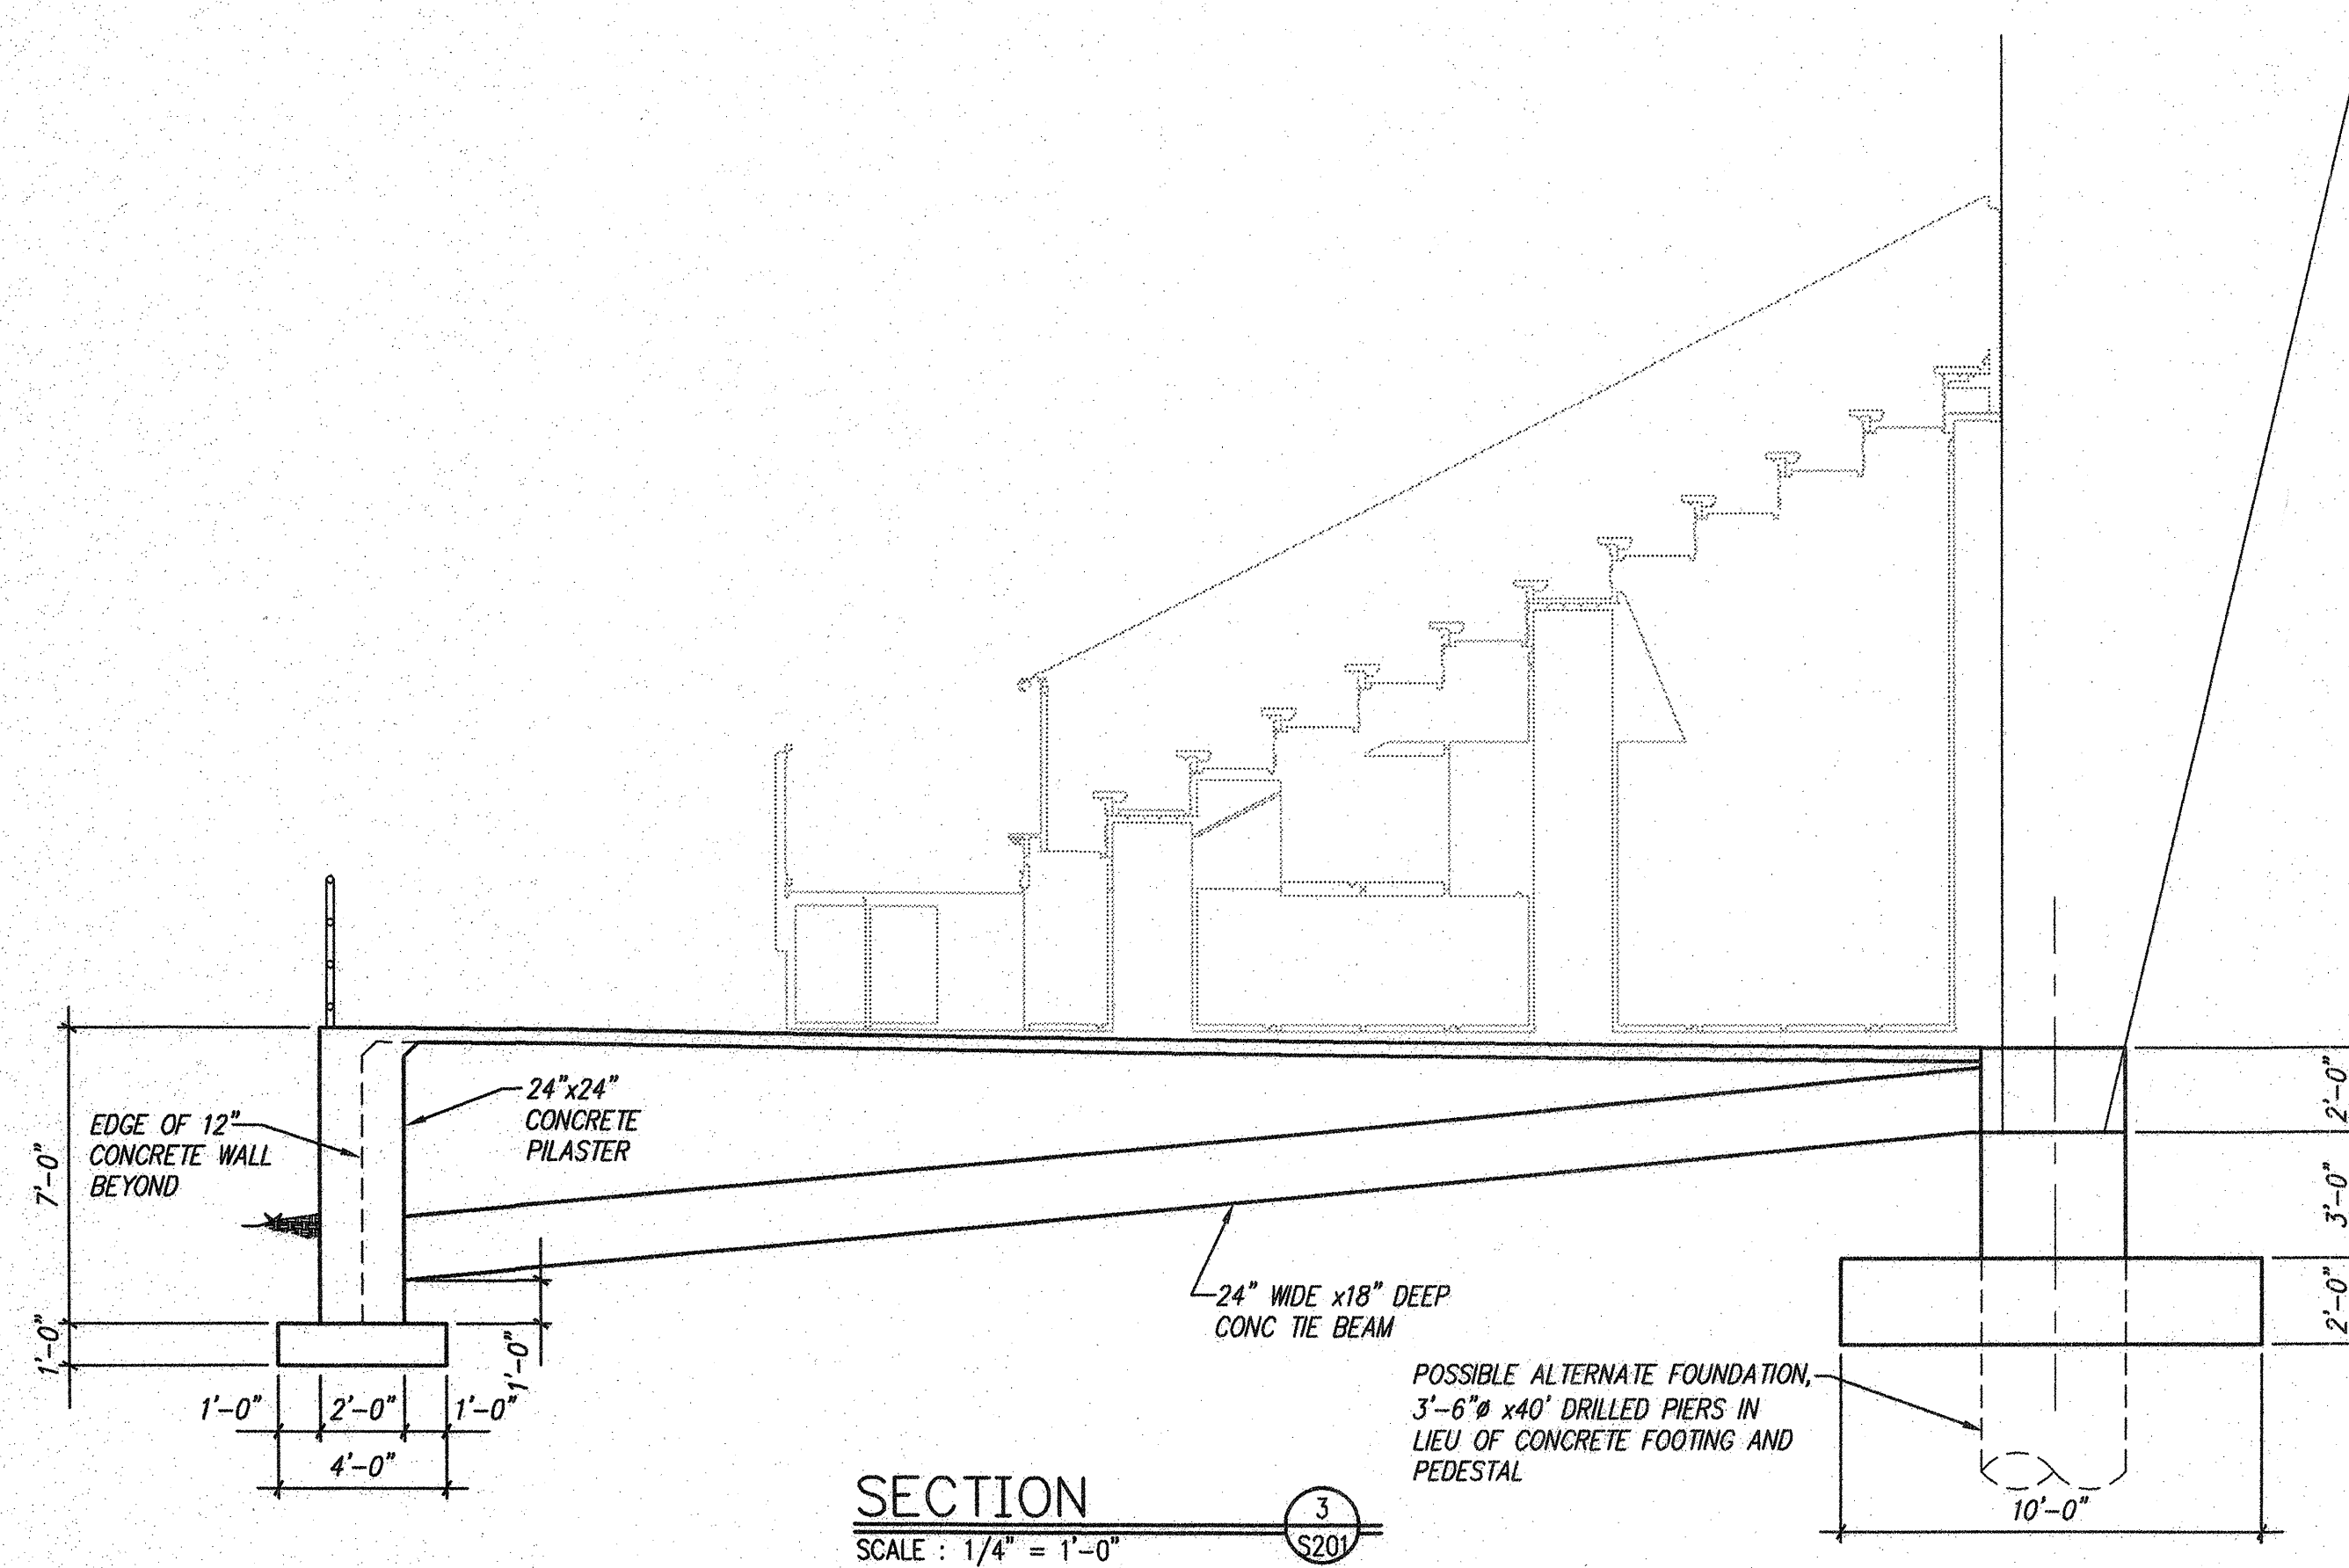 24"x24"
CONCRETE
PILASTER
EDGE OF 12"
CONCRETE WALL
BEYOND
7'-0"
1'-0"
1'-0"
2'-0"
1'-0"
4'-0"
1'-0"
24" WIDE x18" DEEP
CONC TIE BEAM
2'-0"
3'-0"
2'-0"
POSSIBLE ALTERNATE FOUNDATION,
3'-6"ø x40' DRILLED PIERS IN
LIEU OF CONCRETE FOOTING AND
PEDESTAL
10'-0"
SECTION
3
S201
SCALE : 1/4" = 1'-0"